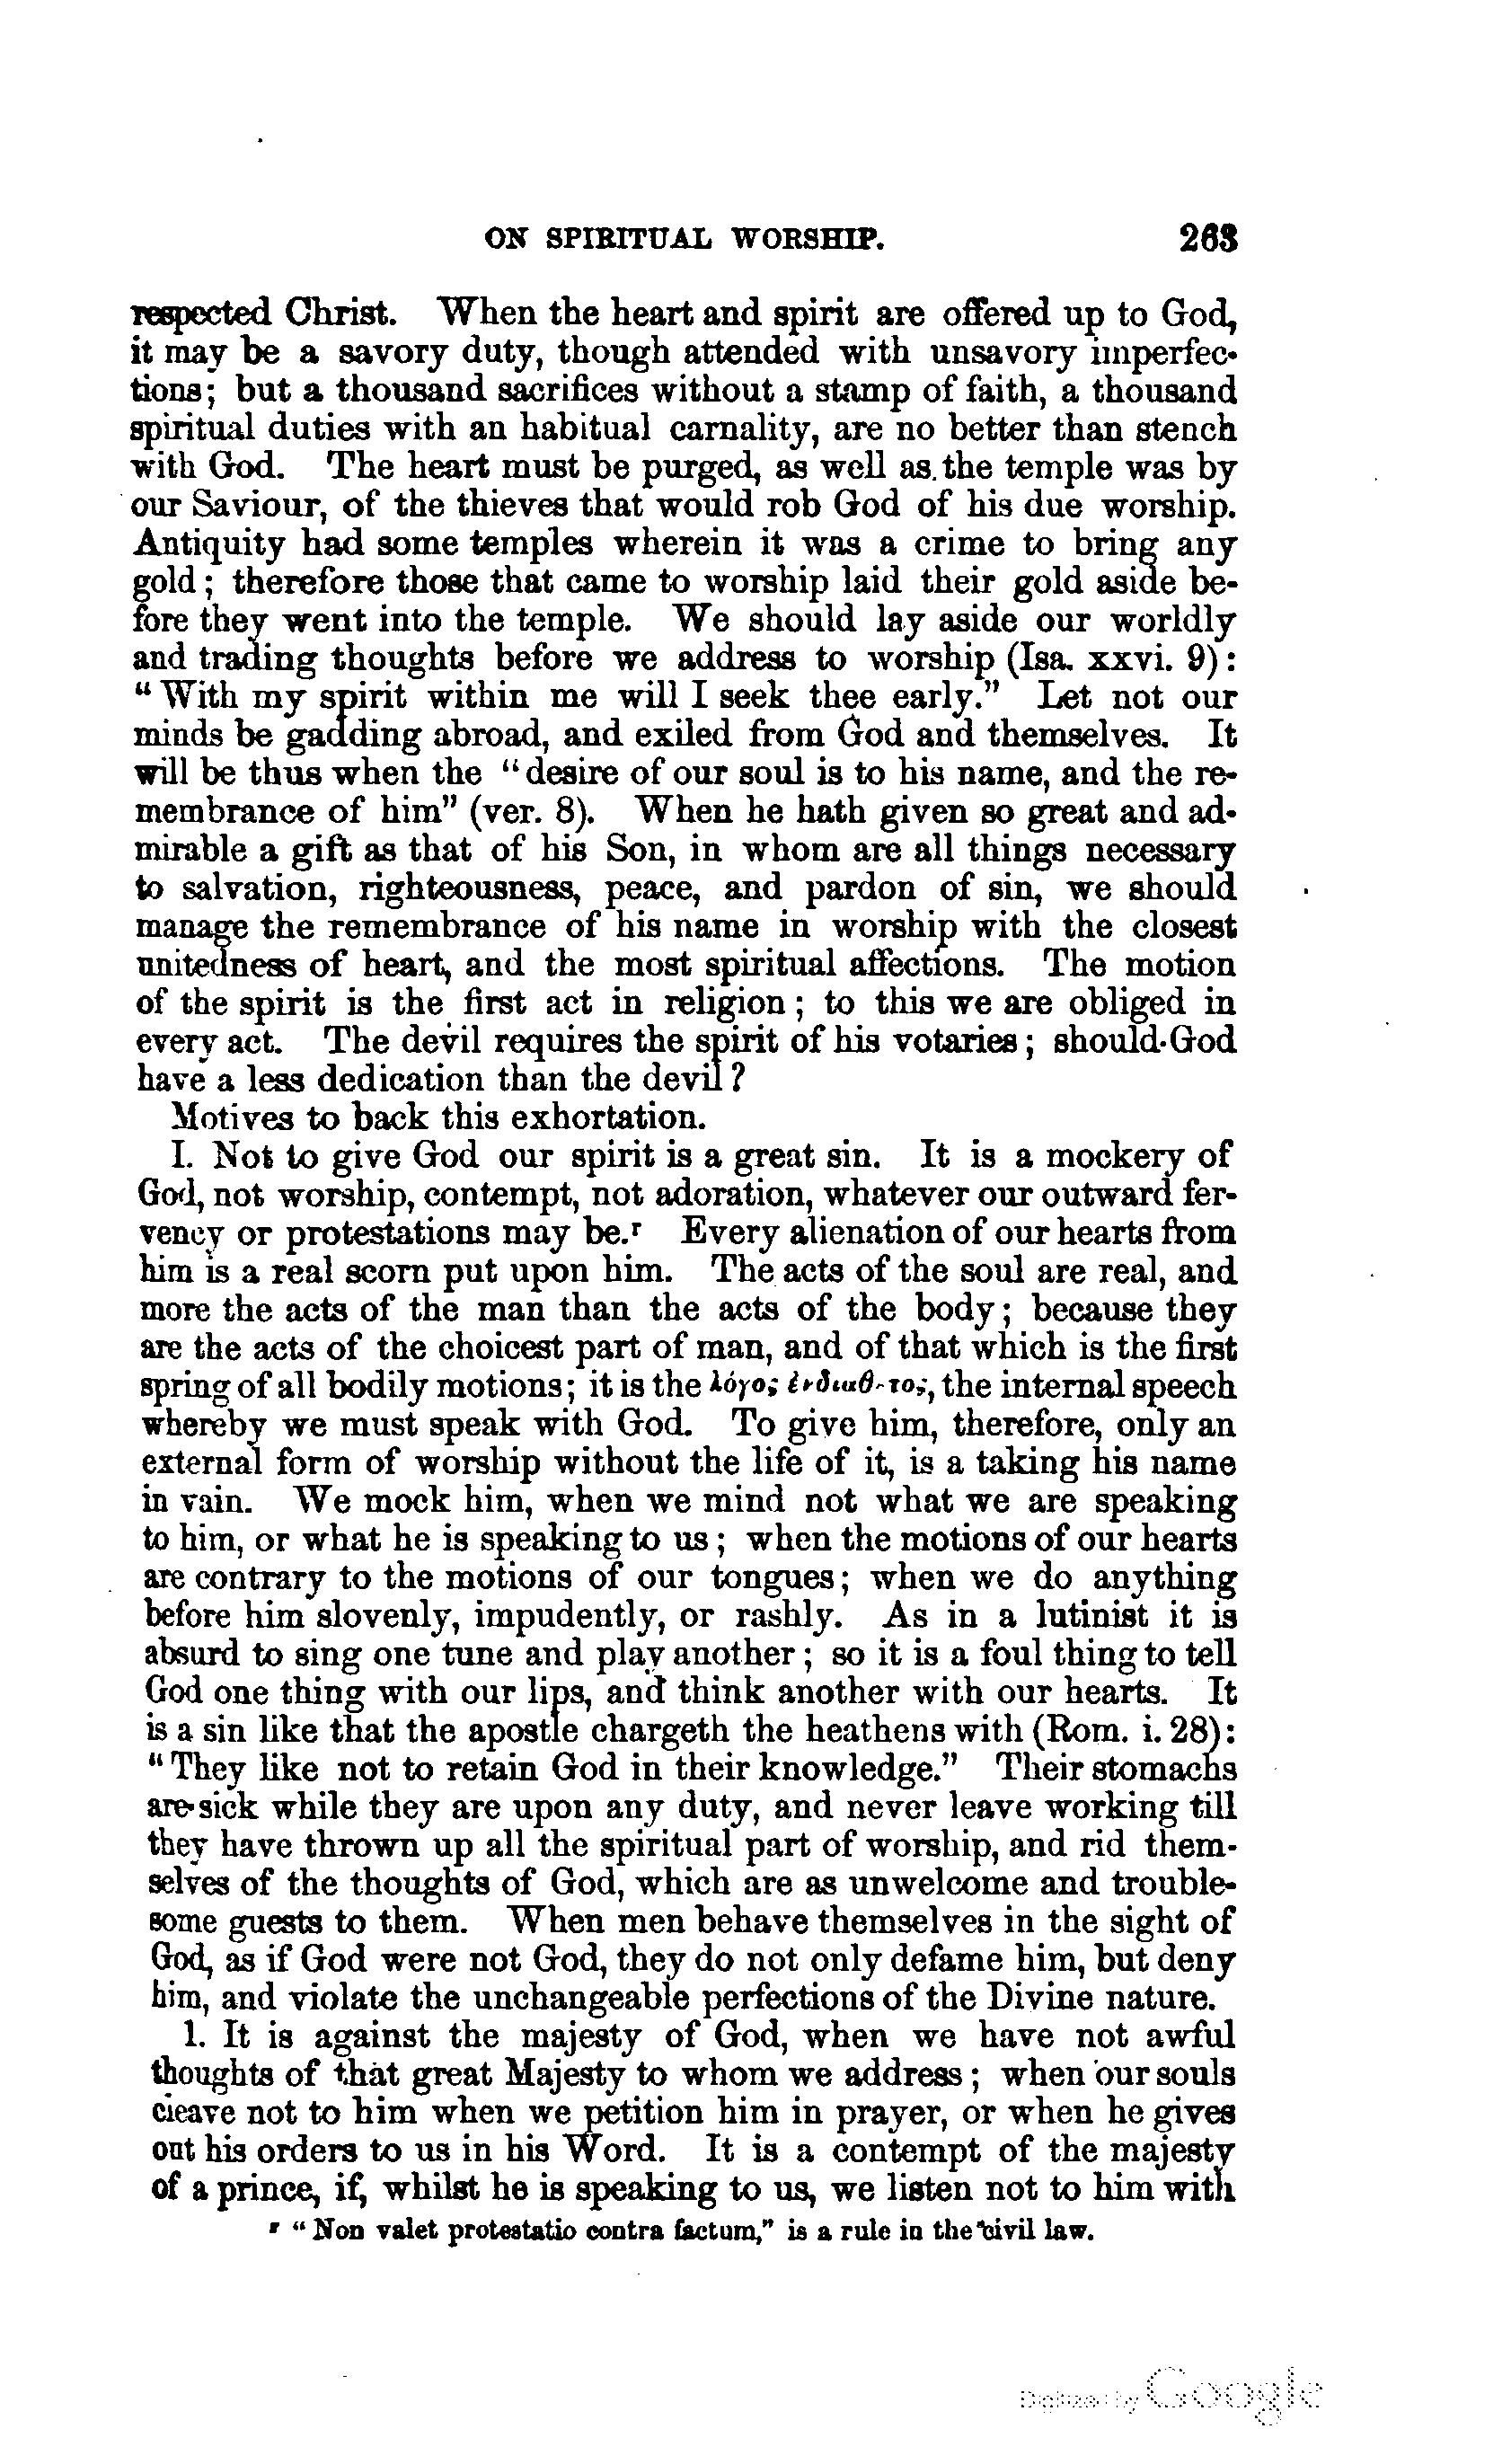 ON SPIRITUAL WORSHIP. 263
respected Christ. When the heart and spirit are offered up to God,
it may be a savory duty, though attended with unsavory imperfec-
tions; but a thousand sacrifices without a stamp of faith, a thousand
spiritual duties with an habitual carnality, are no better than stench
with God. The heart must be purged, as well as the temple was by
our Saviour, of the thieves that would rob God of his due worship.
Antiquity had some temples wherein it was a crime to bring any
gold; therefore those that came to worship laid their gold aside be-
fore they went into the temple. We should lay aside our worldly
and trading thoughts before we address to worship (Isa. xxvi. 9):
“With my spirit within me will I seek thee early.” Let not our
minds be gadding abroad, and exiled from God and themselves. It
will be thus when the “desire of our soul is to his name, and the re-
membrance of him” (ver. 8). When he hath given so great and ad-
mirable a gift as that of his Son, in whom are all things necessary
to salvation, righteousness, peace, and pardon of sin, we should
manage the remembrance of his name in worship with the closest
unitedness of heart, and the most spiritual affections. The motion
of the spirit is the first act in religion; to this we are obliged in
every act. The devil requires the spirit of his votaries; should God
have a less dedication than the devil?
Motives to back this exhortation.
I. Not to give God our spirit is a great sin. It is a mockery of
God, not worship, contempt, not adoration, whatever our outward fer-
vency or protestations may be.r Every alienation of our hearts from
him is a real scorn put upon him. The acts of the soul are real, and
more the acts of the man than the acts of the body; because they
are the acts of the choicest part of man, and of that which is the first
spring of all bodily motions; it is the λόγος the internal speech
whereby we must speak with God. To give him, therefore, only an
external form of worship without the life of it, is a taking his name
in vain. We mock him, when we mind not what we are speaking
to him, or what he is speaking to us; when the motions of our hearts
are contrary to the motions of our tongues; when we do anything
before him slovenly, impudently, or rashly. As in a lutinist it is
absurd to sing one tune and play another; so it is a foul thing to tell
God one thing with our lips, and think another with our hearts. It
is a sin like that the apostle chargeth the heathens with (Rom. i. 28):
“They like not to retain God in their knowledge.” Their stomachs
are sick while they are upon any duty, and never leave working till
they have thrown up all the spiritual part of worship, and rid them-
selves of the thoughts of God, which are as unwelcome and trouble-
some guests to them. When men behave themselves in the sight of
God, as if God were not God, they do not only defame him, but deny
him, and violate the unchangeable perfections of the Divine nature.
1. It is against the majesty of God, when we have not awful
thoughts of that great Majesty to whom we address; when our souls
cleave not to him when we petition him in prayer, or when he gives
out his orders to us in his Word. It is a contempt of the majesty
of a prince, if, whilst he is speaking to us, we listen not to him with
r “Non valet protestatio contra factum,” is a rule in the civil law.
Digitized by Google